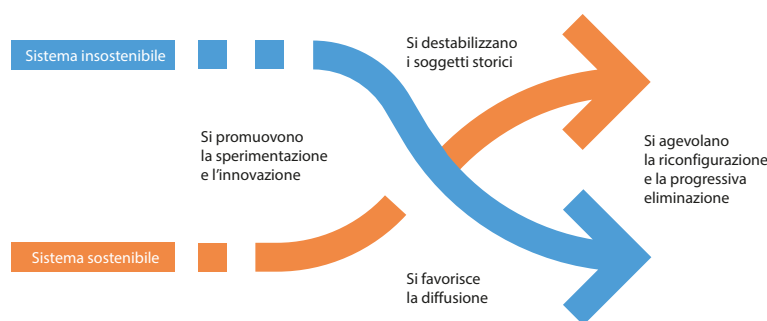 Sistema insostenibile
Si destabilizzano
i soggetti storici
Si promuovono
la sperimentazione
e l'innovazione
Si agevolano
la riconfigurazione
e la progressiva
eliminazione
Sistema sostenibile
Si favorisce
la diffusione